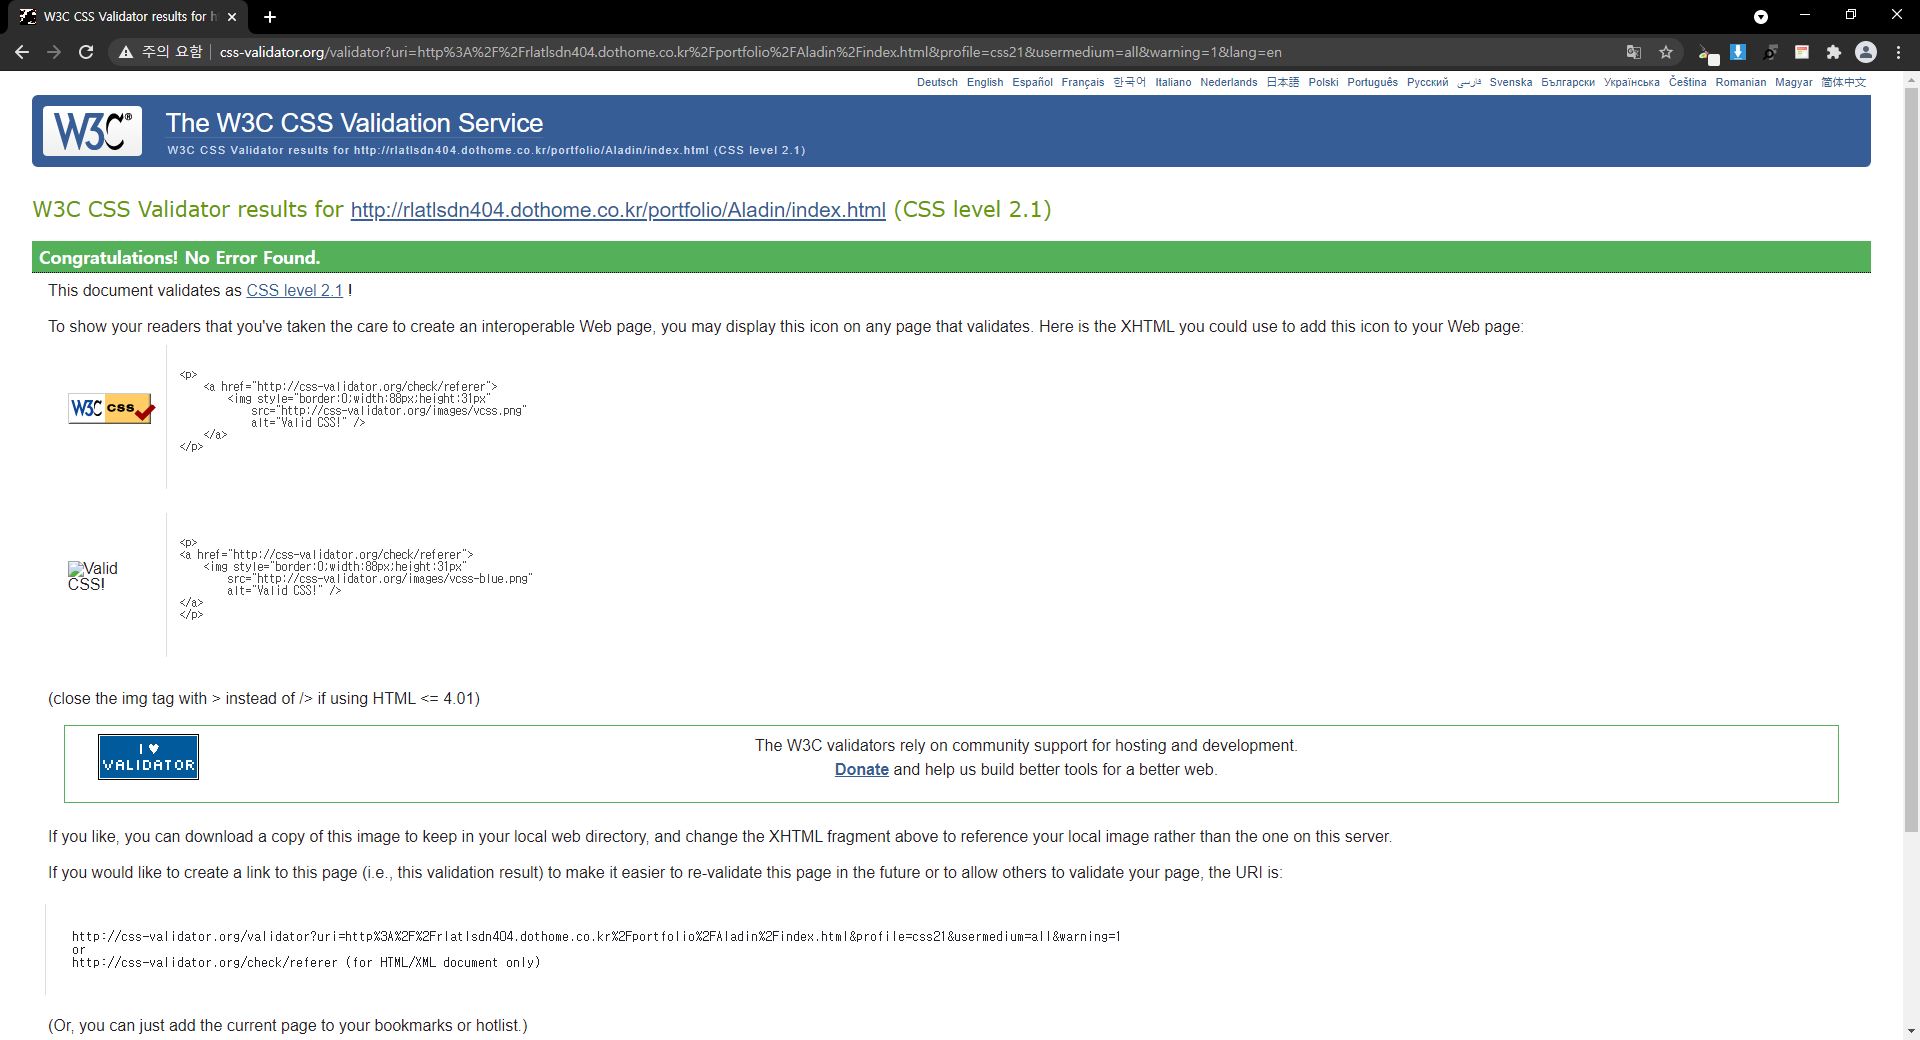 W3C CSS Validator results for h
주의 요함 css-validator.org/validator?uri=http%3A%2F%2Frlatlsdn404.dothome.co.kr%2Fportfolio%2FAladin%2Findex.html&profile=css21&usermedium=all&warning=1&lang=en
Deutsch English Español Français 한국어 Italiano Nederlands 日本語 Polski Português Русский فارسی Svenska Български Українська Čeština Romanian Magyar 简体中文
W3C® The W3C CSS Validation Service
W3C CSS Validator results for http://rlatlsdn404.dothome.co.kr/portfolio/Aladin/index.html (CSS level 2.1)
W3C CSS Validator results for http://rlatlsdn404.dothome.co.kr/portfolio/Aladin/index.html (CSS level 2.1)
Congratulations! No Error Found.
This document validates as CSS level 2.1 !
To show your readers that you've taken the care to create an interoperable Web page, you may display this icon on any page that validates. Here is the XHTML you could use to add this icon to your Web page:
W3C css
<p>
<a href="http://css-validator.org/check/referer">
<img style="border:0;width:88px;height:31px"
src="http://css-validator.org/images/vcss.png"
alt="Valid CSS!" />
</a>
</p>
Valid
CSS!
<p>
<a href="http://css-validator.org/check/referer">
<img style="border:0;width:88px;height:31px"
src="http://css-validator.org/images/vcss-blue.png"
alt="Valid CSS!" />
</a>
</p>
(close the img tag with > instead of /> if using HTML <= 4.01)
I ♥
VALIDATOR
The W3C validators rely on community support for hosting and development.
Donate and help us build better tools for a better web.
If you like, you can download a copy of this image to keep in your local web directory, and change the XHTML fragment above to reference your local image rather than the one on this server.
If you would like to create a link to this page (i.e., this validation result) to make it easier to re-validate this page in the future or to allow others to validate your page, the URI is:
http://css-validator.org/validator?uri=http%3A%2F%2Frlatlsdn404.dothome.co.kr%2Fportfolio%2FAladin%2Findex.html&profile=css21&usermedium=all&warning=1
or
http://css-validator.org/check/referer (for HTML/XML document only)
(Or, you can just add the current page to your bookmarks or hotlist.)